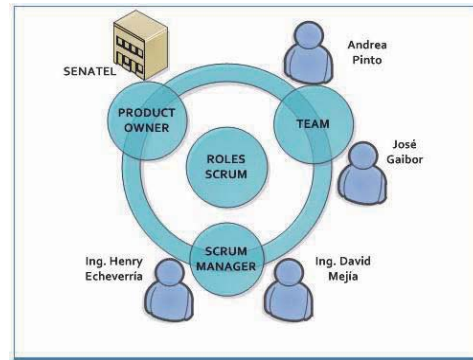 SENATEL
PRODUCT
OWNER
Andrea
Pinto
TEAM
José
Gaibor
ROLES
SCRUM
Ing. Henry
Echeverría
SCRUM
MANAGER
Ing. David
Mejía